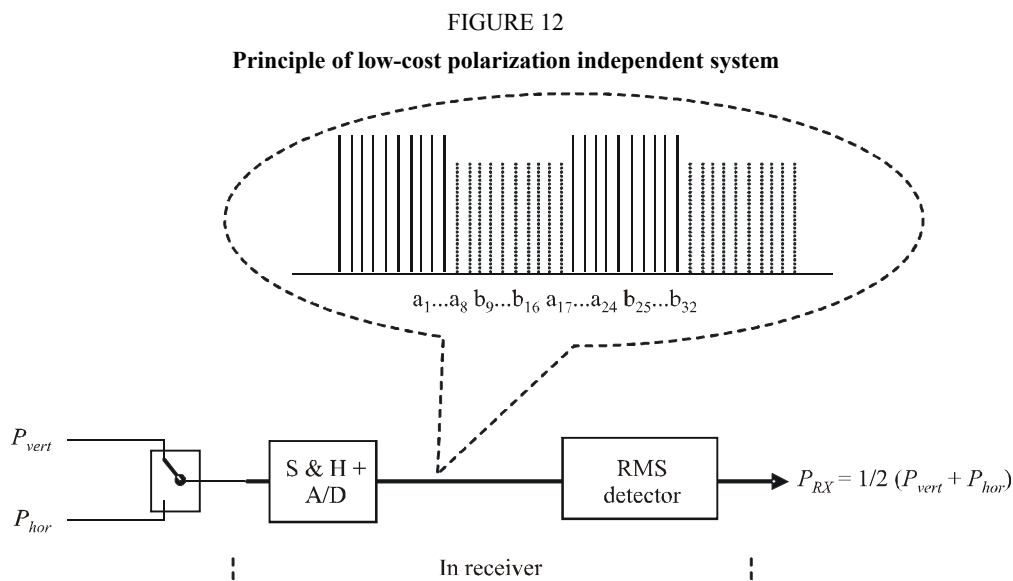 FIGURE 12
Principle of low-cost polarization independent system
a1...a8 b9...b16 a17...a24 b25...b32
Pvert
Phor
S & H +
A/D
RMS
detector
PRX = 1/2 (Pvert + Phor)
In receiver